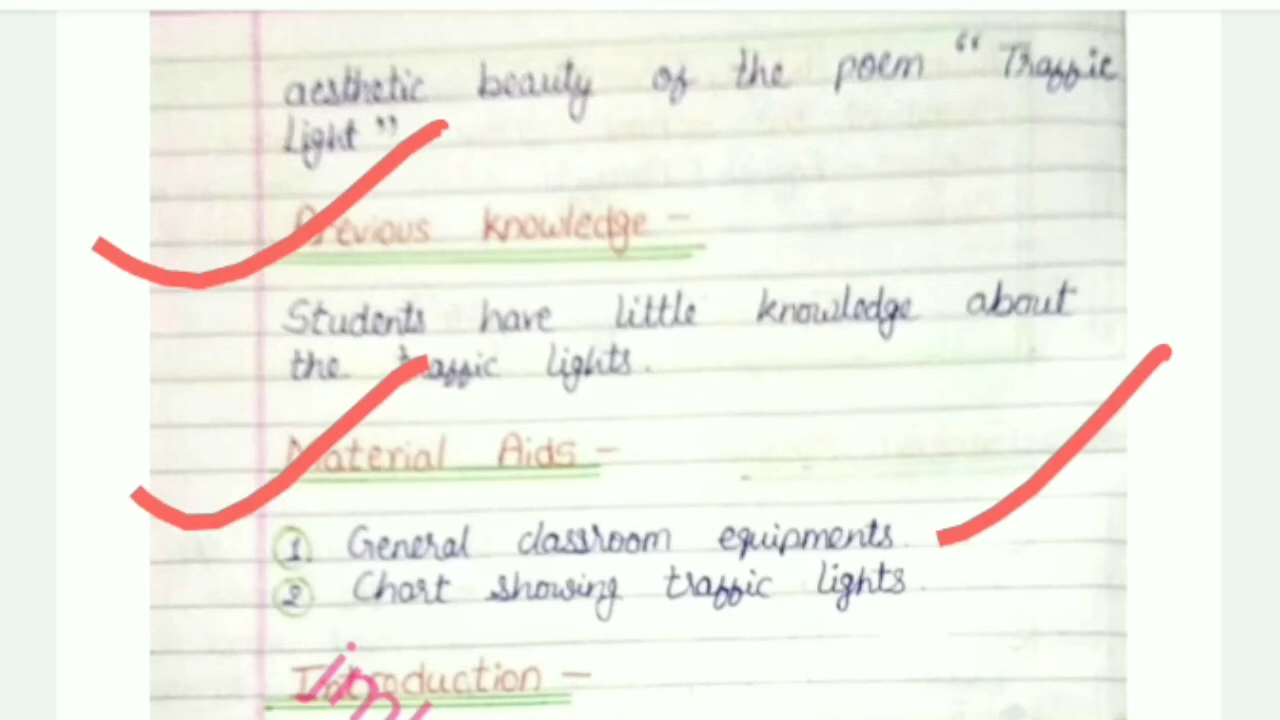 aesthetic beauty of the poem “Traffic
Light”
Previous knowledge -
Students have little knowledge about
the traffic lights.
Material Aids -
1. General classroom equipments.
2 Chart showing traffic lights.
Introduction -